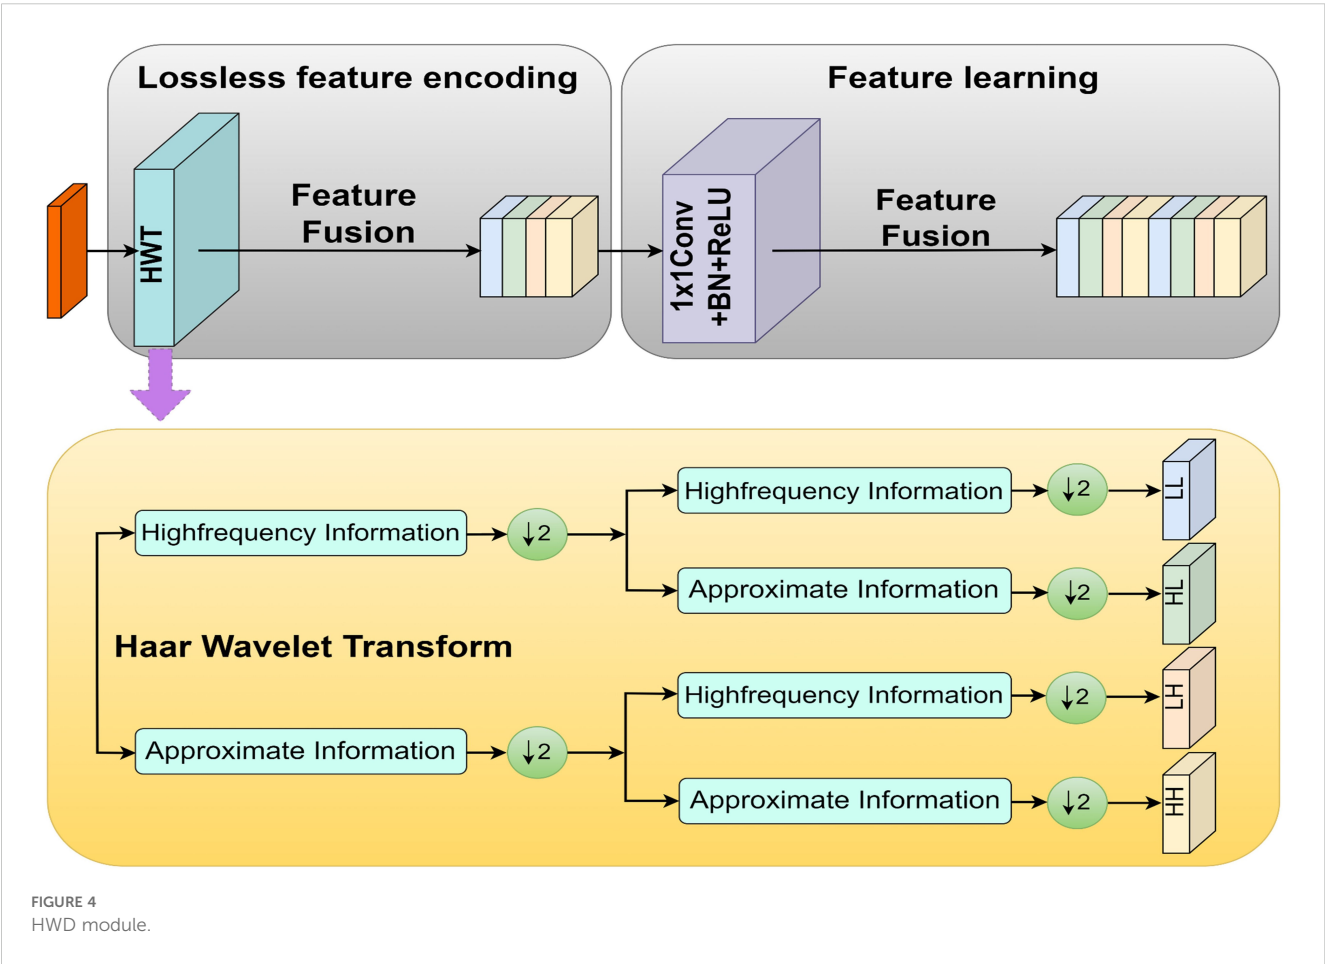 Lossless feature encoding
Feature learning
HWT
Feature
Fusion
1x1Conv
+BN+ReLU
Feature
Fusion
Highfrequency Information
↓2
Highfrequency Information
↓2
LL
Approximate Information
↓2
HL
Haar Wavelet Transform
Approximate Information
↓2
Highfrequency Information
↓2
LH
Approximate Information
↓2
HH
FIGURE 4
HWD module.